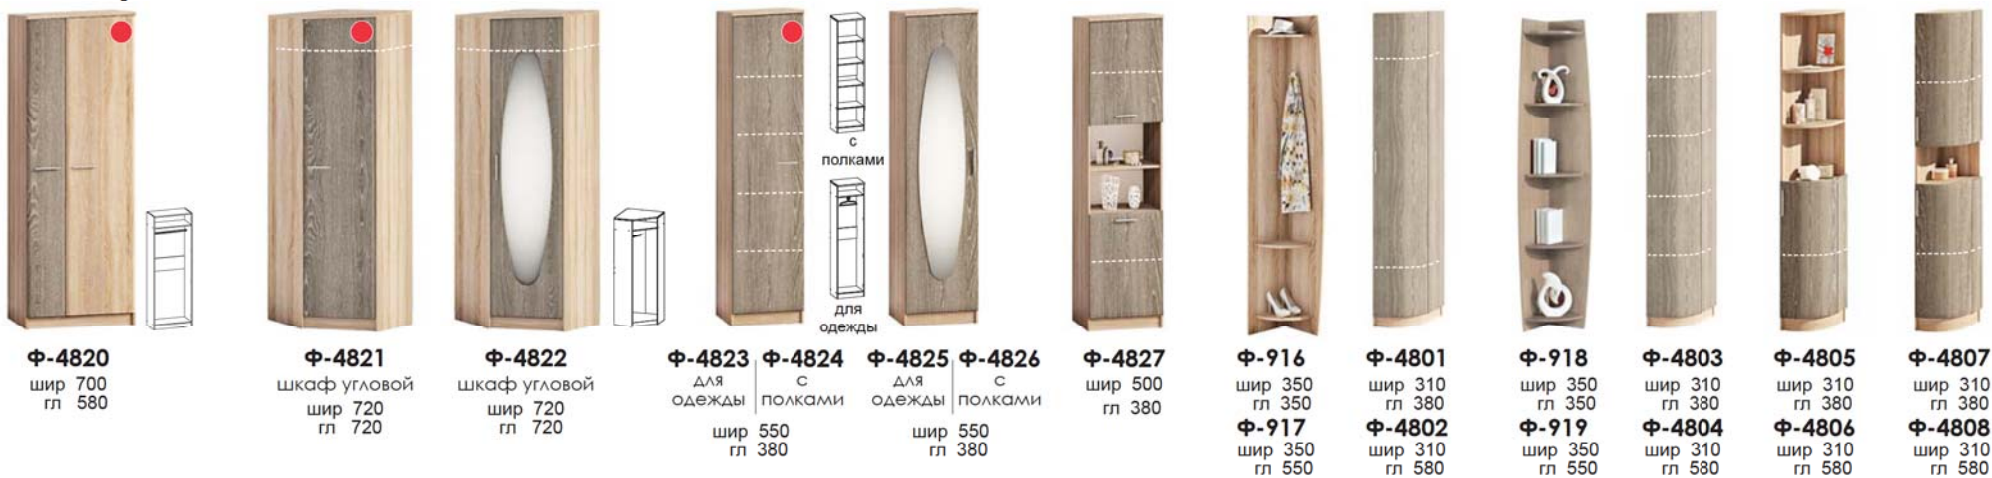 с
полками
для
одежды
Ф-4820
шир 700
гл 580
Ф-4821
шкаф угловой
шир 720
гл 720
Ф-4822
шкаф угловой
шир 720
гл 720
Ф-4823 Ф-4824
для с
одежды полками
шир 550
гл 380
Ф-4825 Ф-4826
для с
одежды полками
шир 550
гл 380
Ф-4827
шир 500
гл 380
Ф-916
шир 350
гл 350
Ф-917
шир 350
гл 550
Ф-4801
шир 310
гл 380
Ф-4802
шир 310
гл 580
Ф-918
шир 350
гл 350
Ф-919
шир 350
гл 550
Ф-4803
шир 310
гл 380
Ф-4804
шир 310
гл 580
Ф-4805
шир 310
гл 380
Ф-4806
шир 310
гл 580
Ф-4807
шир 310
гл 380
Ф-4808
шир 310
гл 580